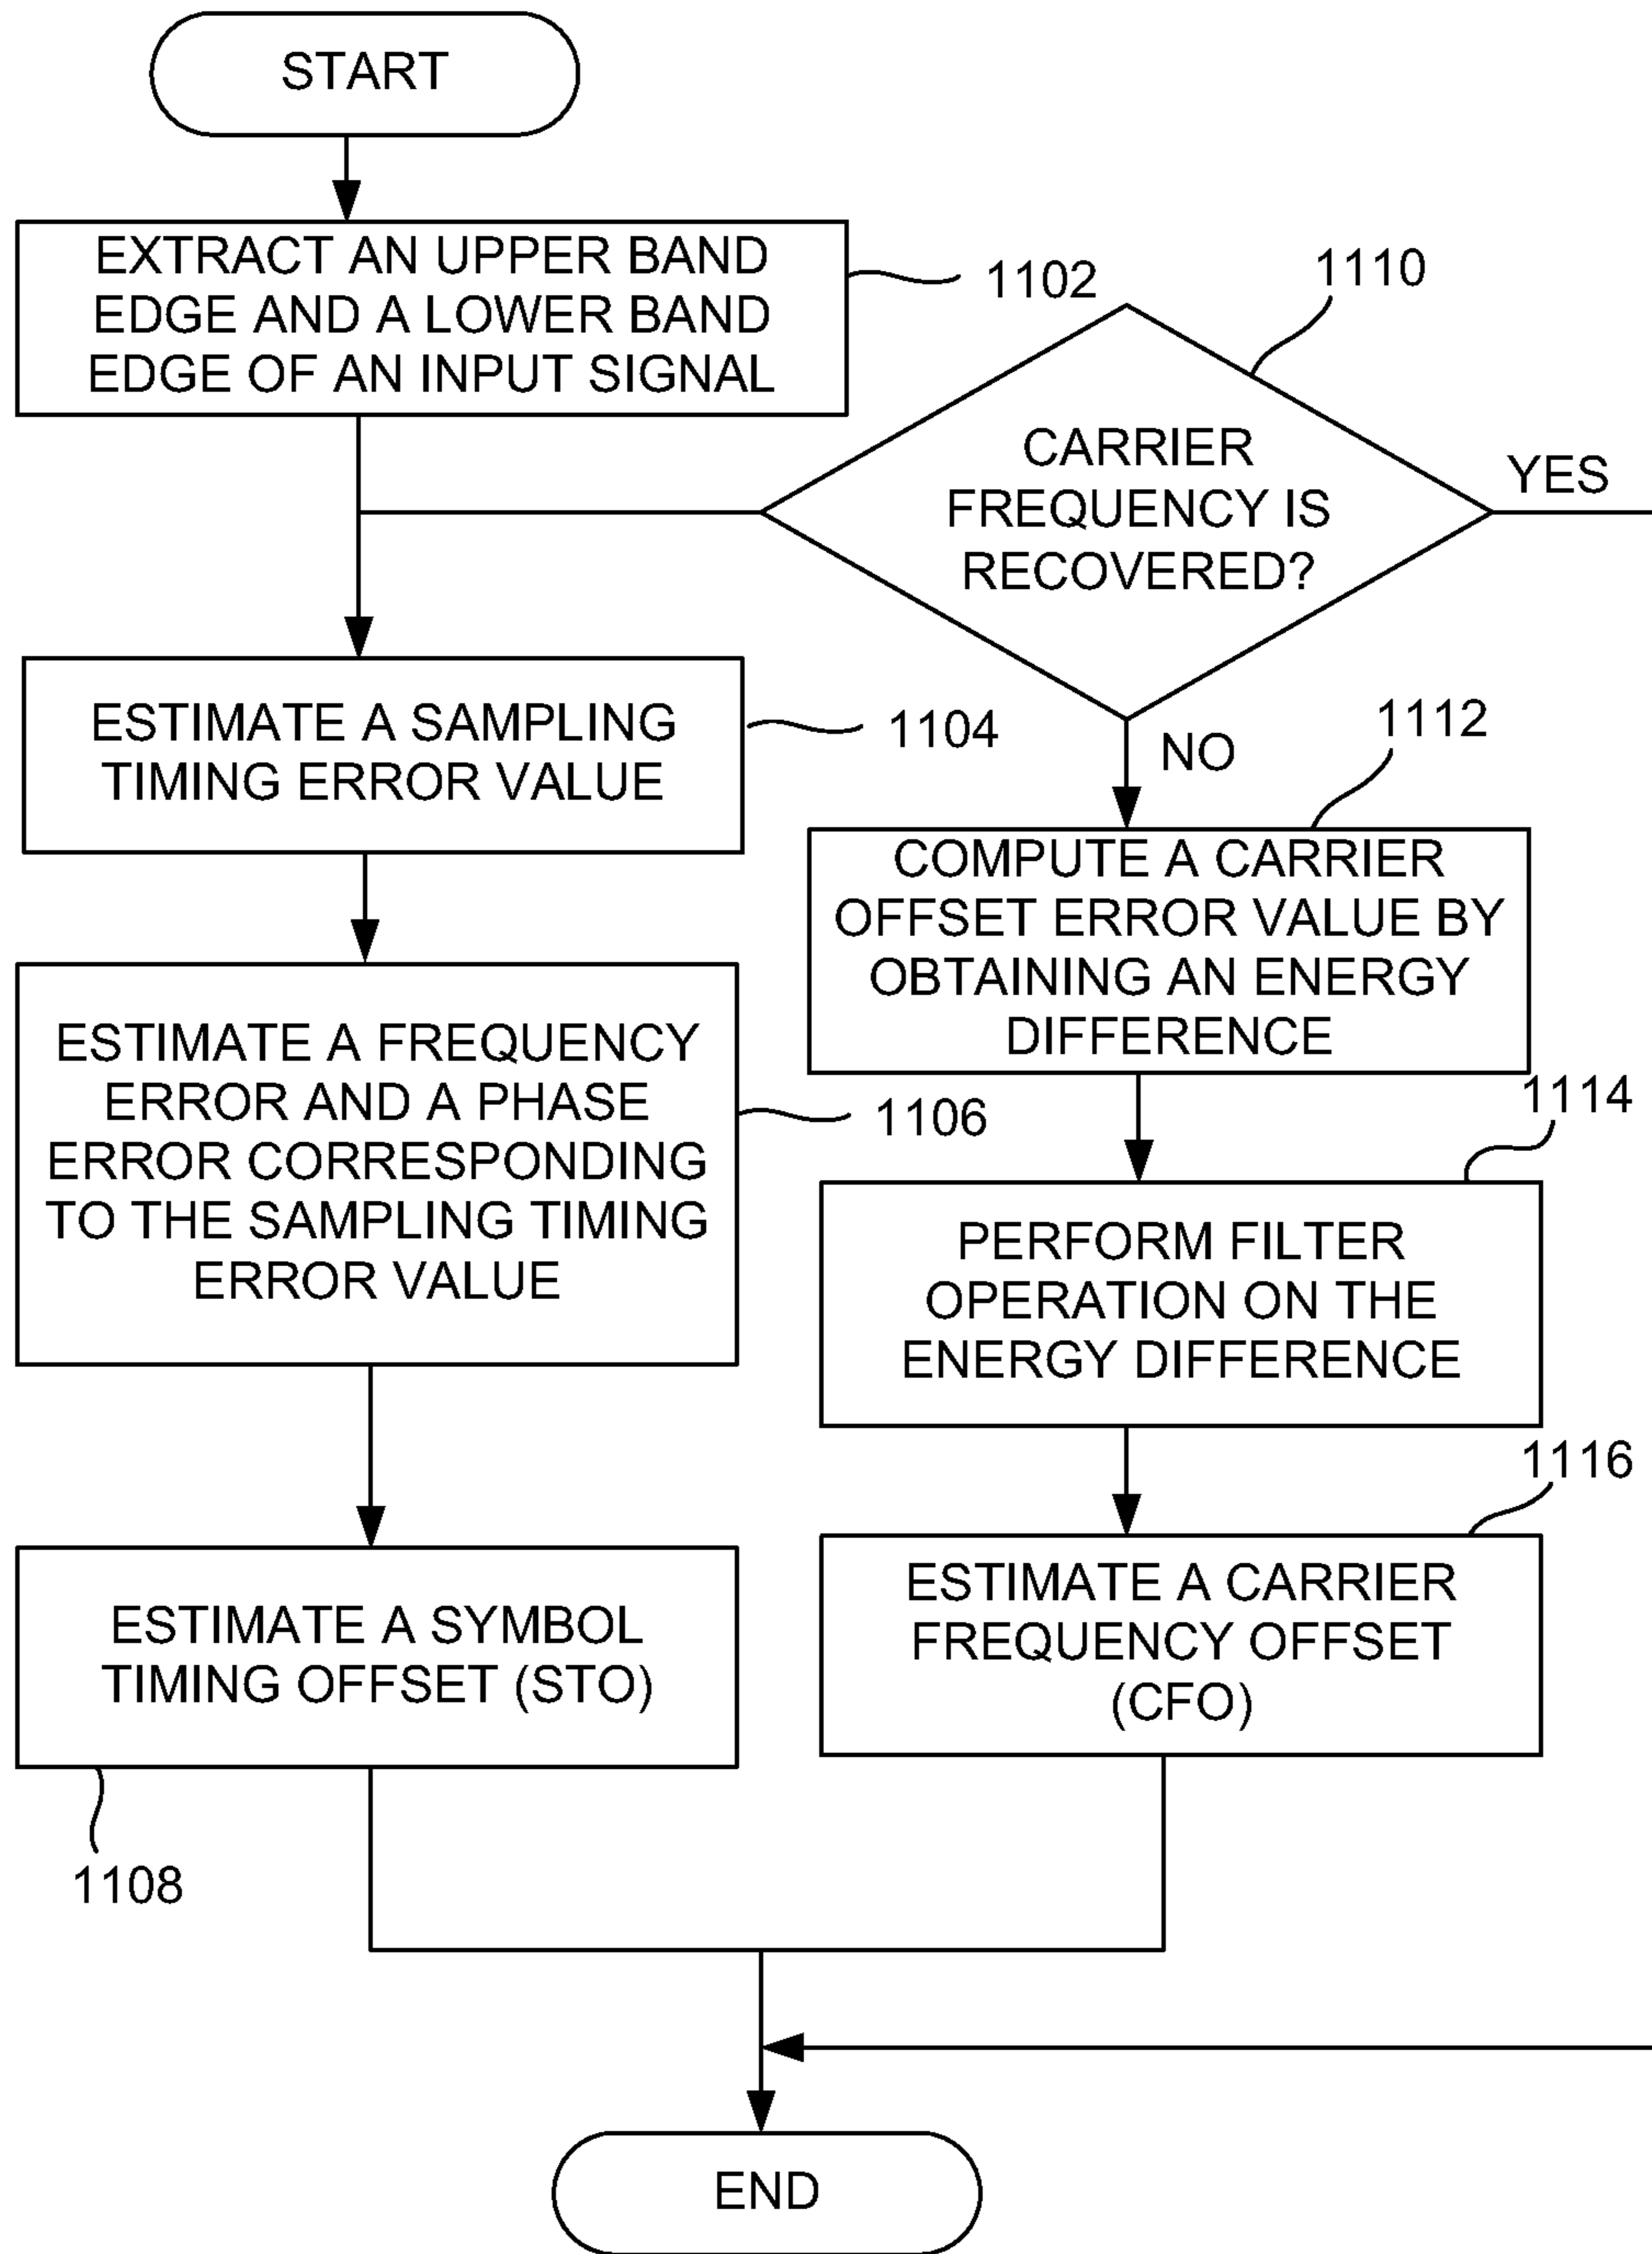 START
EXTRACT AN UPPER BAND
EDGE AND A LOWER BAND
EDGE OF AN INPUT SIGNAL
1102
1110
CARRIER
FREQUENCY IS
RECOVERED?
YES
ESTIMATE A SAMPLING
TIMING ERROR VALUE
1104
NO
1112
COMPUTE A CARRIER
OFFSET ERROR VALUE BY
OBTAINING AN ENERGY
DIFFERENCE
ESTIMATE A FREQUENCY
ERROR AND A PHASE
ERROR CORRESPONDING
TO THE SAMPLING TIMING
ERROR VALUE
1106
1114
PERFORM FILTER
OPERATION ON THE
ENERGY DIFFERENCE
1116
ESTIMATE A SYMBOL
TIMING OFFSET (STO)
1108
ESTIMATE A CARRIER
FREQUENCY OFFSET
(CFO)
END